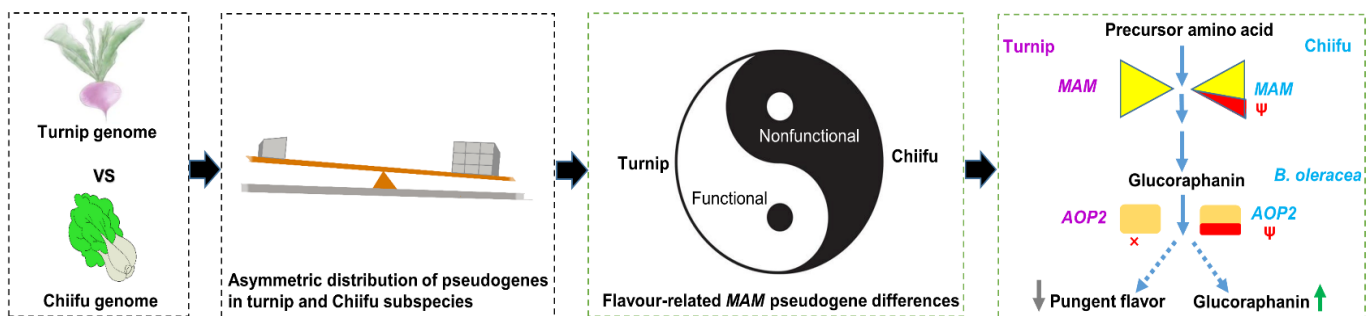 Turnip genome
VS
Chiifu genome
Asymmetric distribution of pseudogenes
in turnip and Chiifu subspecies
Turnip
Nonfunctional
Functional
Chiifu
Flavour-related MAM pseudogene differences
Precursor amino acid
Turnip
Chiifu
MAM
MAM
Ψ
Glucoraphanin
B. oleracea
AOP2
AOP2
×
Ψ
Pungent flavor
Glucoraphanin